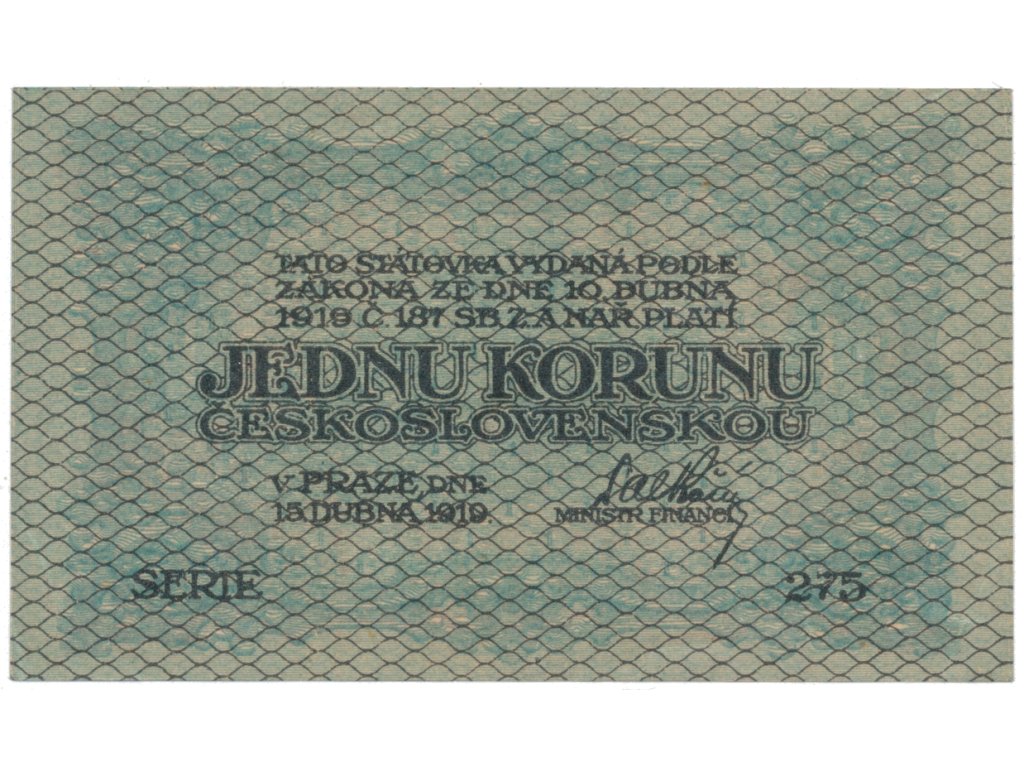 TATO STÁTOVKA VYDANÁ PODLE
ZÁKONA ZE DNE 10. DUBNA
1919 Č. 187 SB. Z. A NAŘ. PLATÍ
JEDNU KORUNU
ČESKOSLOVENSKOU
V PRAZE, DNE
15. DUBNA 1919.
MINISTR FINANCÍ
SERIE 275